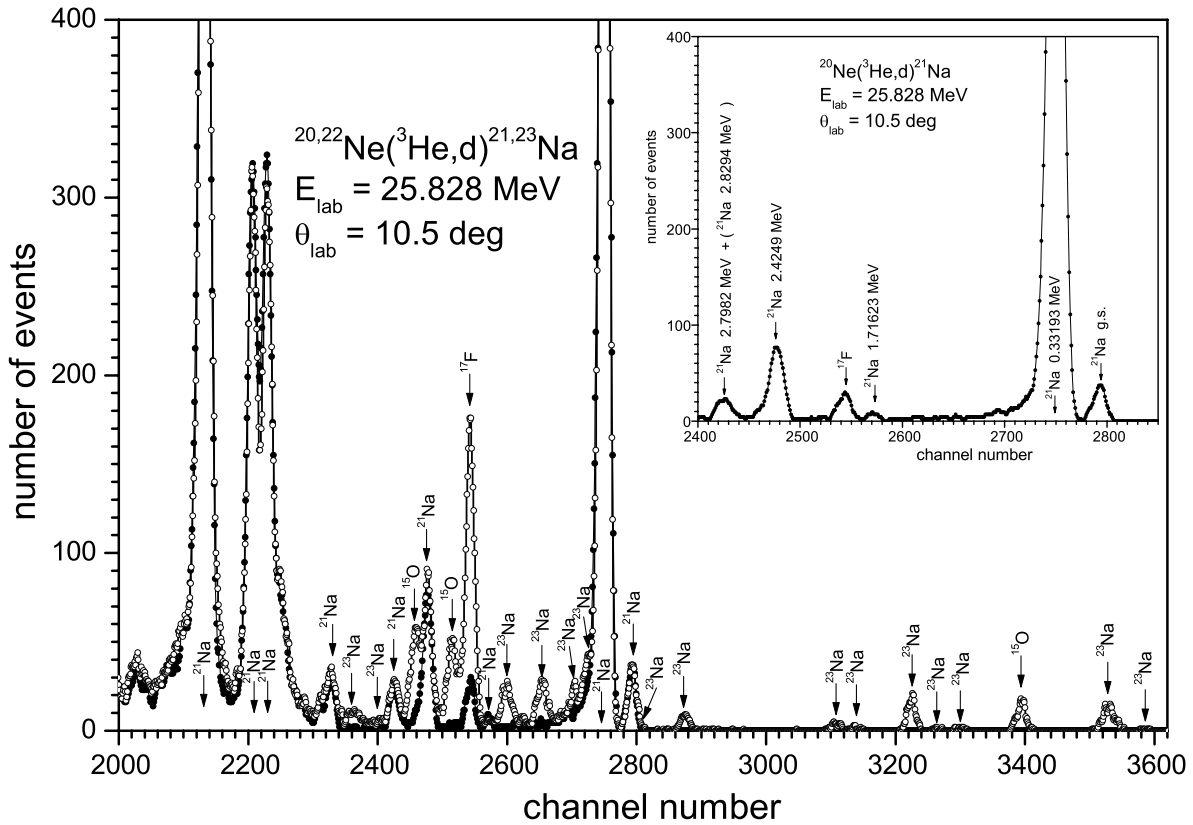 400
300
200
100
0
number of events
2000 2200 2400 2600 2800 3000 3200 3400 3600
channel number
20,22Ne(3He,d)21,23Na
Elab = 25.828 MeV
θlab = 10.5 deg
21Na
21Na
21Na
21Na
23Na
23Na
21Na
15O
21Na
15O
17F
21Na
23Na
23Na
23Na
23Na
21Na
21Na
23Na
23Na
23Na
23Na
23Na
23Na
23Na
15O
23Na
23Na
400
300
200
100
0
number of events
2400 2500 2600 2700 2800
channel number
20Ne(3He,d)21Na
Elab = 25.828 MeV
θlab = 10.5 deg
21Na 2.7982 MeV + ( 21Na 2.8294 MeV )
21Na 2.4249 MeV
17F
21Na 1.71623 MeV
21Na 0.33193 MeV
21Na g.s.